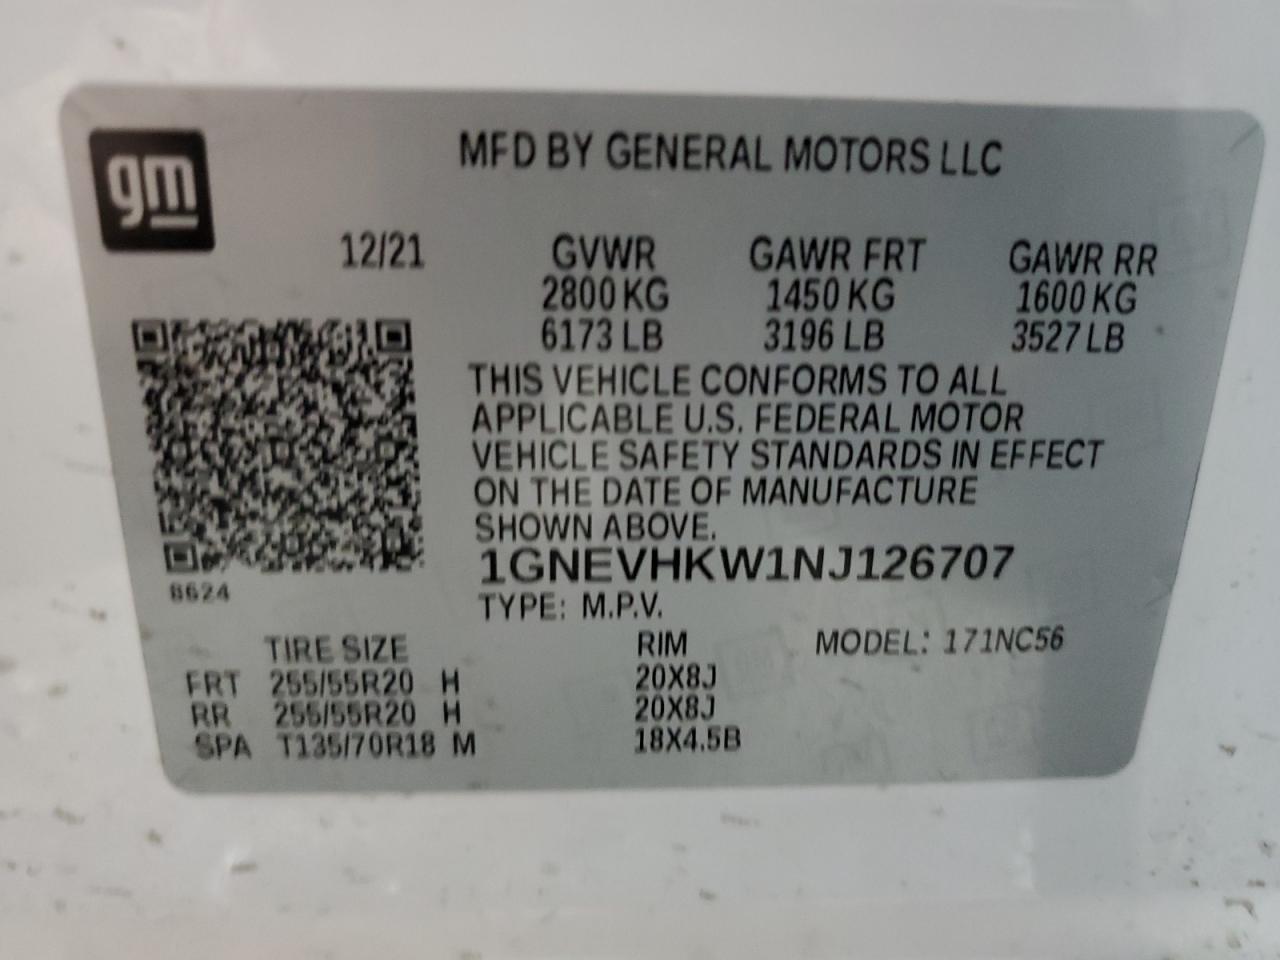 gm
MFD BY GENERAL MOTORS LLC
12/21 GVWR GAWR FRT GAWR RR
2800 KG 1450 KG 1600 KG
6173 LB 3196 LB 3527 LB
THIS VEHICLE CONFORMS TO ALL
APPLICABLE U.S. FEDERAL MOTOR
VEHICLE SAFETY STANDARDS IN EFFECT
ON THE DATE OF MANUFACTURE
SHOWN ABOVE.
1GNEVHKW1NJ126707
8624
TYPE: M.P.V.
TIRE SIZE RIM MODEL: 171NC56
FRT 255/55R20 H 20X8J
RR 255/55R20 H 20X8J
SPA T135/70R18 M 18X4.5B